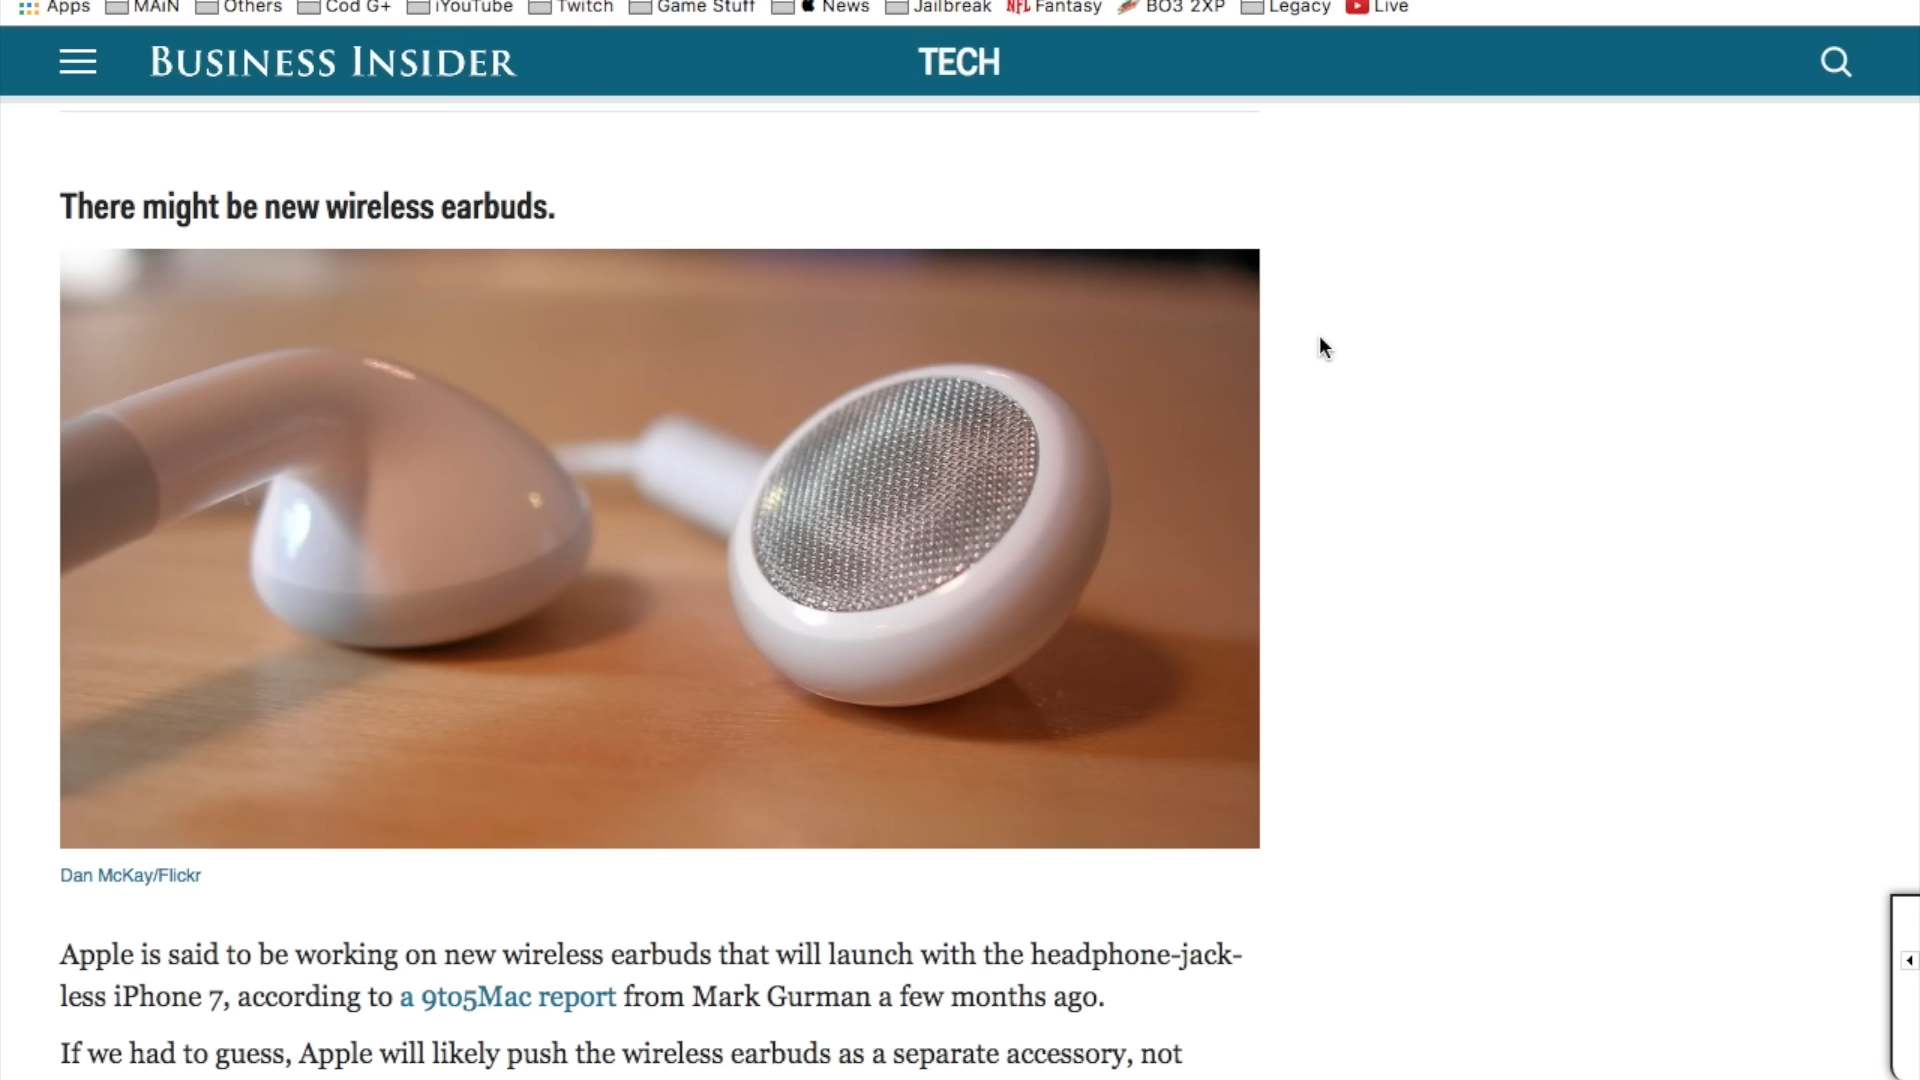 Apps MAiN Others Cod G+ iYouTube Twitch Game Stuff News Jailbreak NFL Fantasy BO3 2XP Legacy Live
BUSINESS INSIDER TECH
There might be new wireless earbuds.
Dan McKay/Flickr
Apple is said to be working on new wireless earbuds that will launch with the headphone-jack-
less iPhone 7, according to a 9to5Mac report from Mark Gurman a few months ago.
If we had to guess, Apple will likely push the wireless earbuds as a separate accessory, not